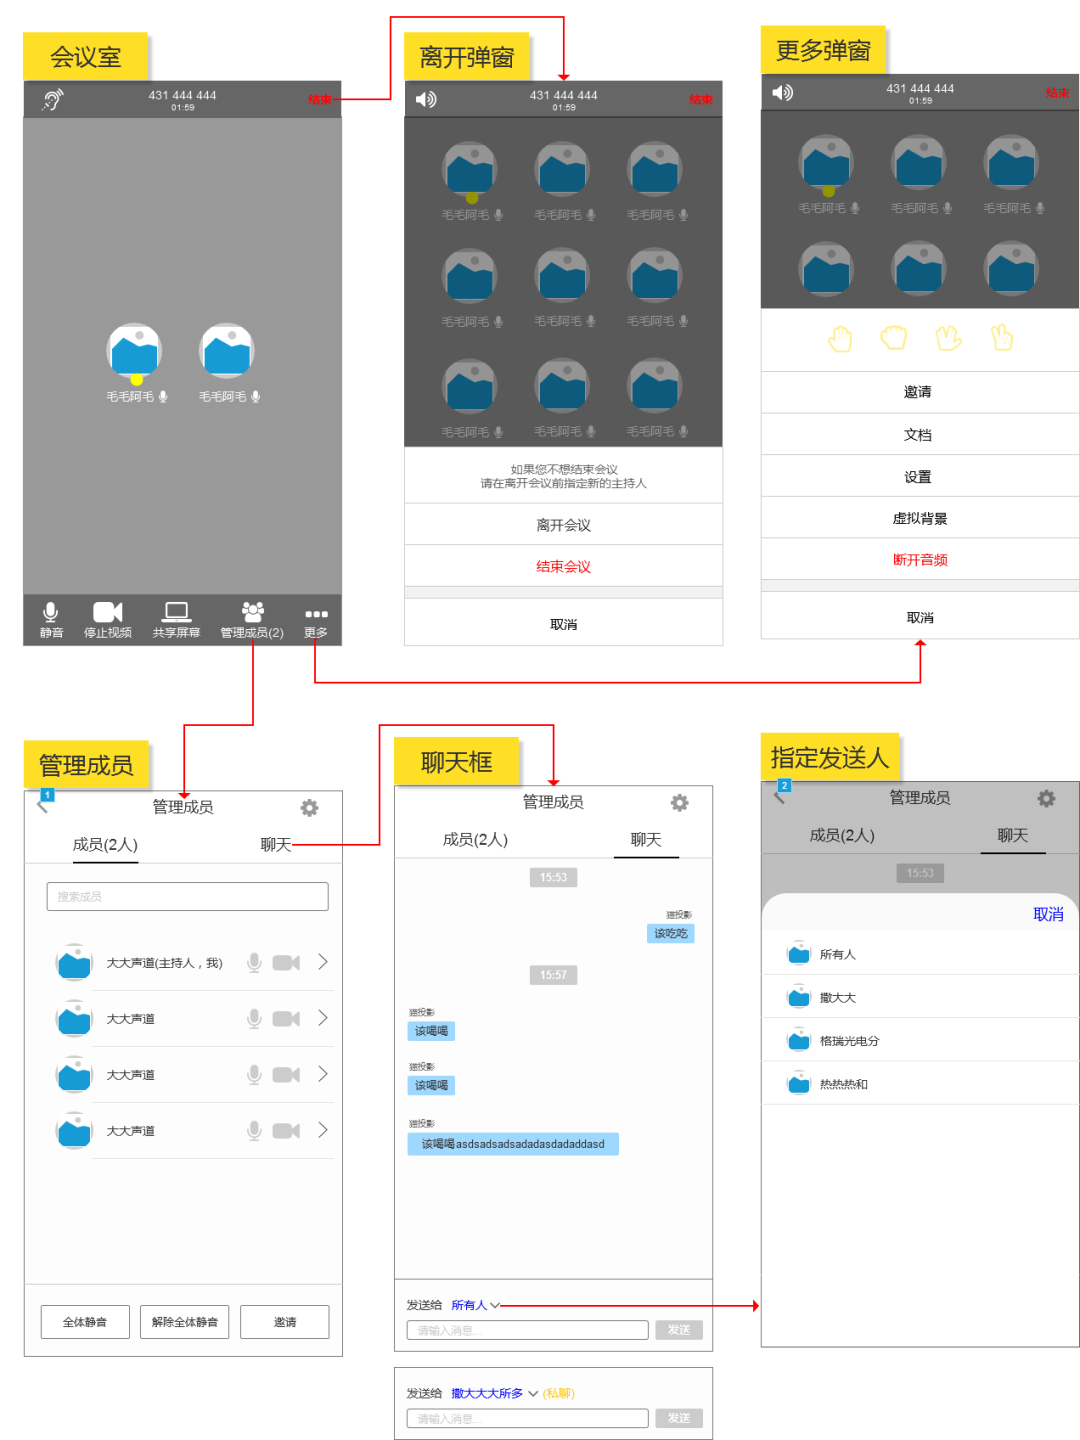 会议室
431 444 444
01:59
结束
毛毛阿毛
毛毛阿毛
静音
停止视频
共享屏幕
管理成员(2)
更多
离开弹窗
431 444 444
01:59
结束
毛毛阿毛
毛毛阿毛
毛毛阿毛
毛毛阿毛
毛毛阿毛
毛毛阿毛
毛毛阿毛
毛毛阿毛
毛毛阿毛
如果您不想结束会议
请在离开会议前指定新的主持人
离开会议
结束会议
取消
更多弹窗
431 444 444
01:59
结束
毛毛阿毛
毛毛阿毛
毛毛阿毛
邀请
文档
设置
虚拟背景
断开音频
取消
管理成员
1
管理成员
成员(2人)
聊天
搜索成员
大大声道(主持人，我)
大大声道
大大声道
大大声道
全体静音
解除全体静音
邀请
聊天框
管理成员
成员(2人)
聊天
15:53
猫投影
该吃吃
15:57
猫投影
该喝喝
猫投影
该喝喝
猫投影
该喝喝asdsadsadsadadasdadaddasd
发送给 所有人
请输入消息...
发送
发送给 撒大大大所多 (私聊)
请输入消息...
发送
指定发送人
2
管理成员
成员(2人)
聊天
15:53
取消
所有人
撒大大
格瑞光电分
热热热和